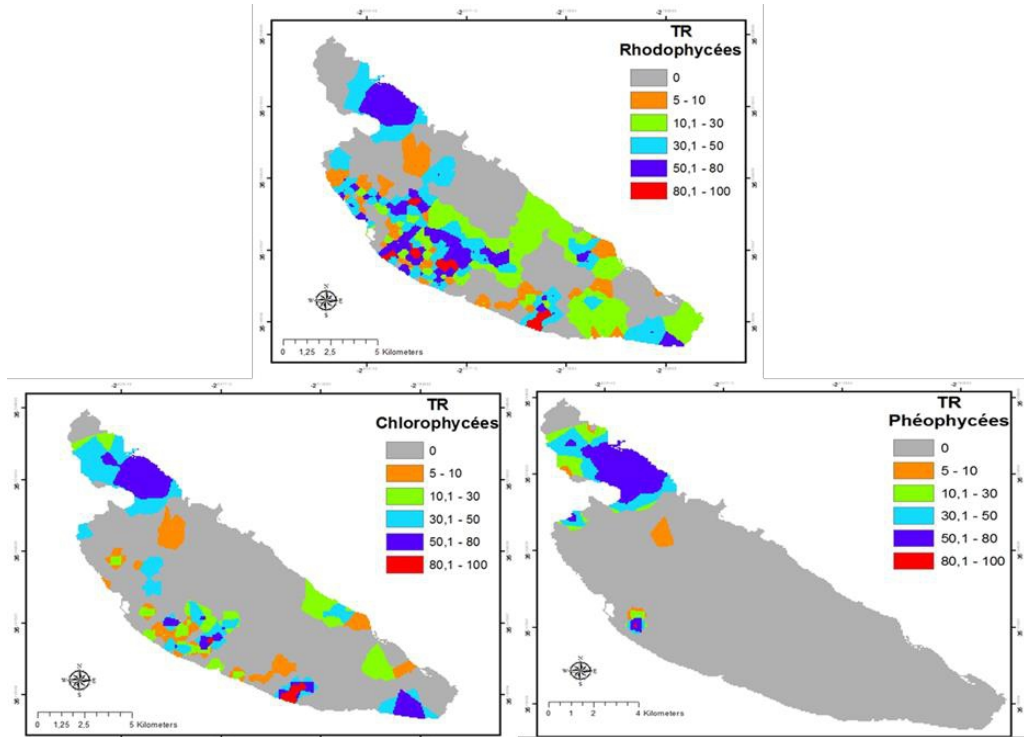 TR
Rhodophycées
0
5 - 10
10,1 - 30
30,1 - 50
50,1 - 80
80,1 - 100
N
W E
S
0 1,25 2,5 5 Kilometers
TR
Chlorophycées
0
5 - 10
10,1 - 30
30,1 - 50
50,1 - 80
80,1 - 100
N
W E
S
0 1,25 2,5 5 Kilometers
TR
Phéophycées
0
5 - 10
10,1 - 30
30,1 - 50
50,1 - 80
80,1 - 100
N
W E
S
0 1 2 4 Kilometers